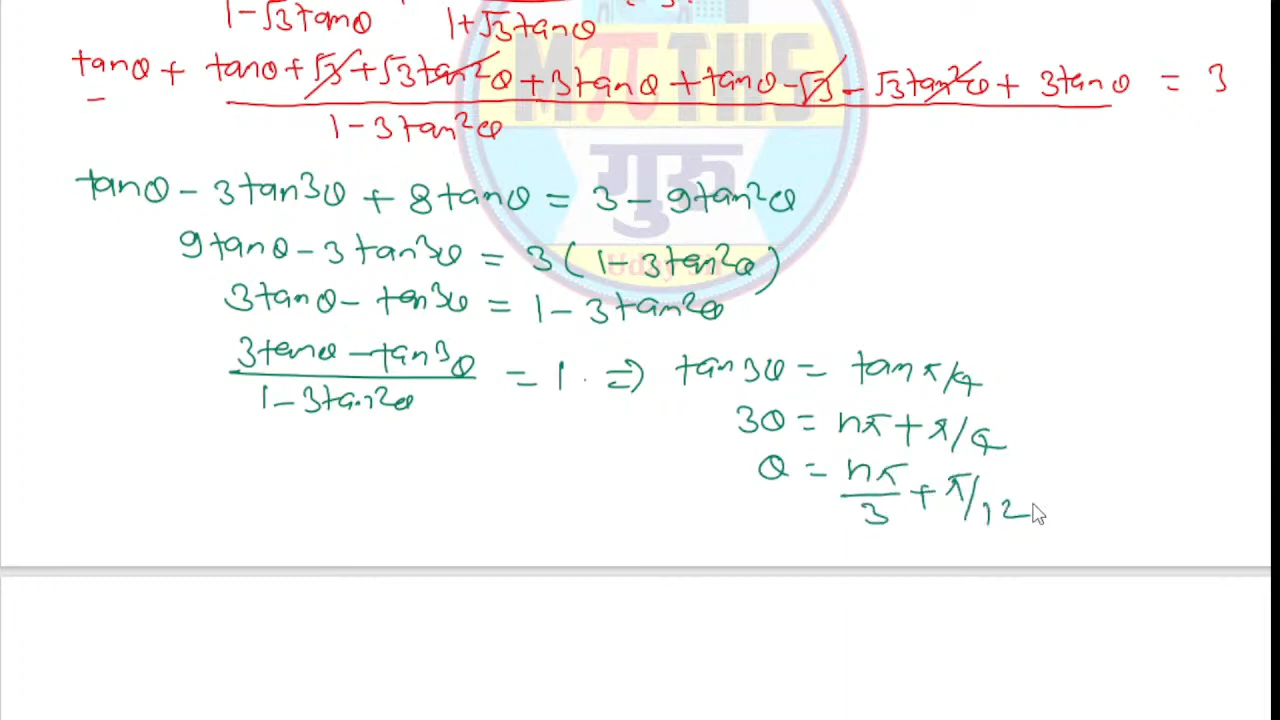 1-√3tanθ 1+√3tanθ
tanθ + tanθ+√3+√3tan²θ+3tanθ+tanθ-√3-√3tan²θ+3tanθ = 3
1-3tan²θ
tanθ-3tan³θ+8tanθ=3-9tan²θ
9tanθ-3tan³θ=3(1-3tan²θ)
3tanθ-tan³θ=1-3tan²θ
3tanθ-tan³θ/1-3tan²θ=1.⇒ tan3θ=tanπ/4
3θ=nπ+π/4
θ=nπ/3+π/12
MπTHS
गुरु